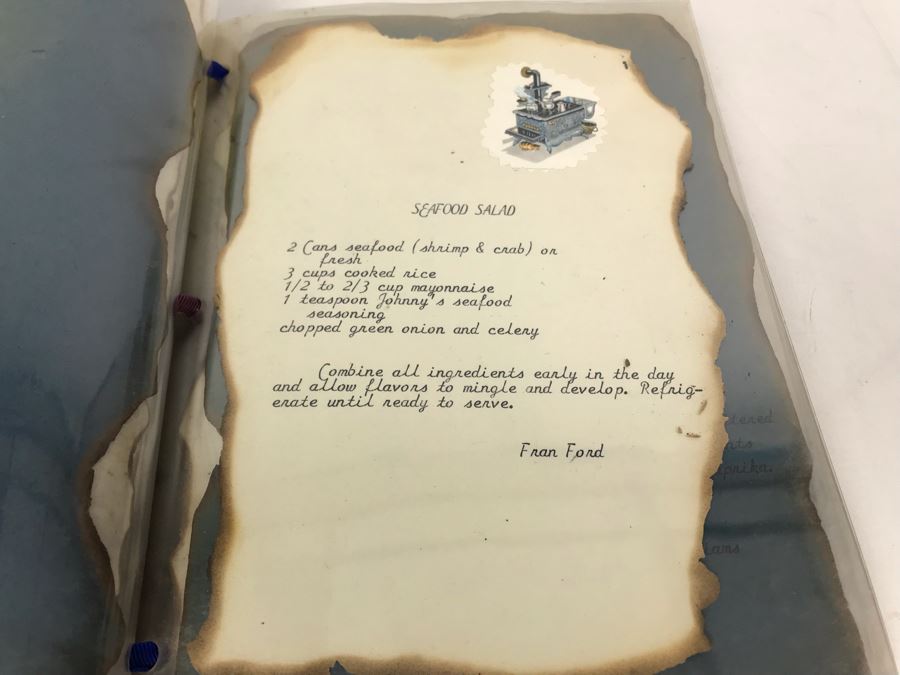 SEAFOOD SALAD
2 Cans seafood (shrimp & crab) or
fresh
3 cups cooked rice
1/2 to 2/3 cup mayonnaise
1 teaspoon Johnny's seafood
seasoning
chopped green onion and celery
Combine all ingredients early in the day
and allow flavors to mingle and develop. Refrig-
erate until ready to serve.
Fran Ford